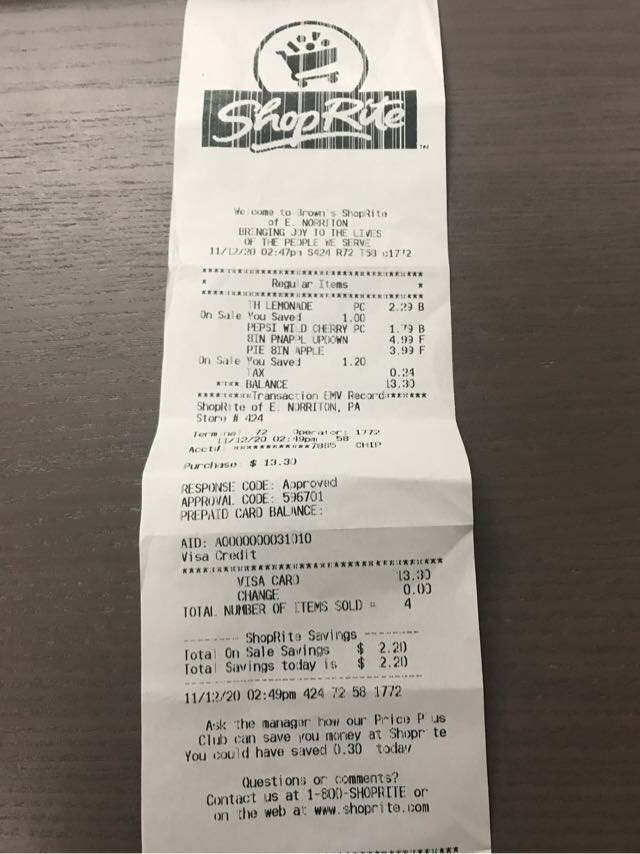 ShopRite
TM
Welcome to Brown's ShopRite
of E. NORRITON
BRINGING JOY TO THE LIVES
OF THE PEOPLE WE SERVE
11/12/20 02:47pm S424 R72 T58 c1772
************************************
* Regular Items *
************************************
TH LEMONADE PC 2.29 B
On Sale You Saved 1.00
PEPSI WILD CHERRY PC 1.79 B
8IN PNAPPL UPDOWN 4.99 F
PIE 8IN APPLE 3.99 F
On Sale You Saved 1.20
TAX 0.24
**** BALANCE 13.30
********Transaction EMV Record******
ShopRite of E. NORRITON, PA
Store # 424
Terminal 72 Operator: 1772
11/12/20 02:49pm 58
Acct#: ************7885 CHIP
Purchase $ 13.30
RESPONSE CODE: Approved
APPROVAL CODE: 596701
PREPAID CARD BALANCE:
AID: A0000000031010
Visa Credit
************************************
VISA CARD 13.30
CHANGE 0.00
TOTAL NUMBER OF ITEMS SOLD = 4
-------- ShopRite Savings --------
Total On Sale Savings $ 2.20
Total Savings today is $ 2.20
------------------------------------
11/12/20 02:49pm 424 72 58 1772
Ask the manager how our Price Plus
Club can save you money at Shoprite
You could have saved 0.30 today
Questions or comments?
Contact us at 1-800-SHOPRITE or
on the web at www.shoprite.com